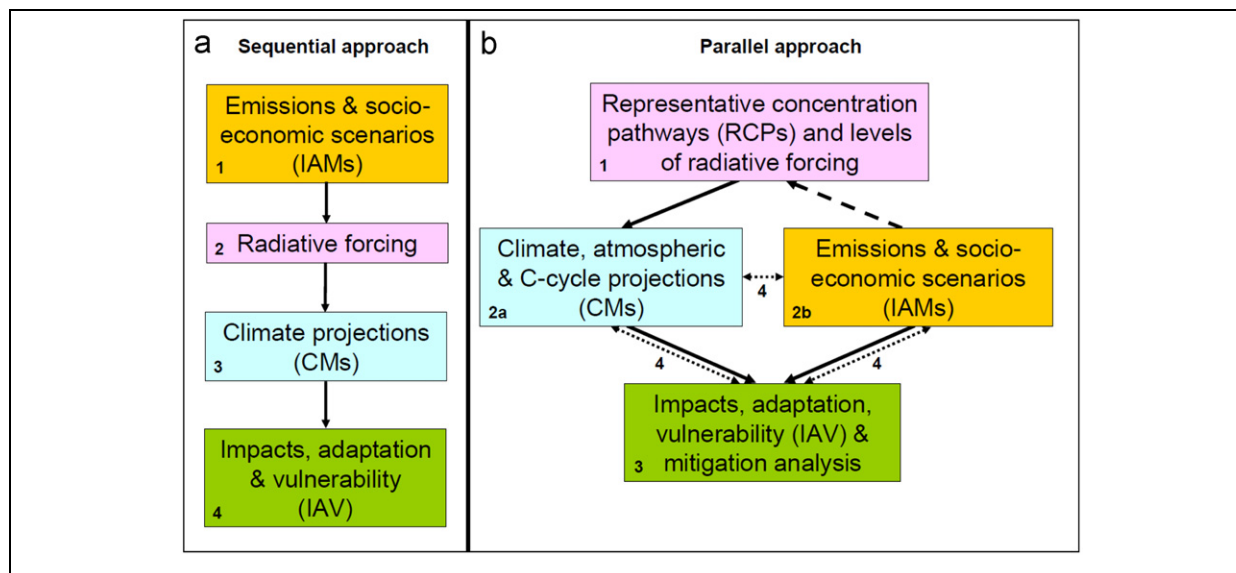 a
Sequential approach
Emissions & socio-
economic scenarios
(IAMs)
1
2
Radiative forcing
Climate projections
(CMs)
3
Impacts, adaptation
& vulnerability
(IAV)
4
b
Parallel approach
Representative concentration
pathways (RCPs) and levels
of radiative forcing
1
Climate, atmospheric
& C-cycle projections
(CMs)
2a
4
Emissions & socio-
economic scenarios
(IAMs)
2b
4
4
Impacts, adaptation,
vulnerability (IAV) &
mitigation analysis
3